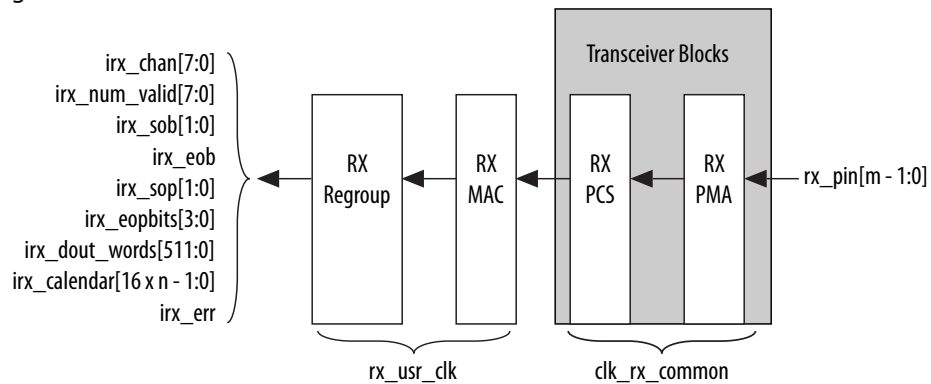 irx_chan[7:0]
irx_num_valid[7:0]
irx_sob[1:0]
irx_eob
irx_sop[1:0]
irx_eopbits[3:0]
irx_dout_words[511:0]
irx_calendar[16 x n - 1:0]
irx_err
RX
Regroup
RX
MAC
Transceiver Blocks
RX
PCS
RX
PMA
rx_pin[m - 1:0]
rx_usr_clk
clk_rx_common